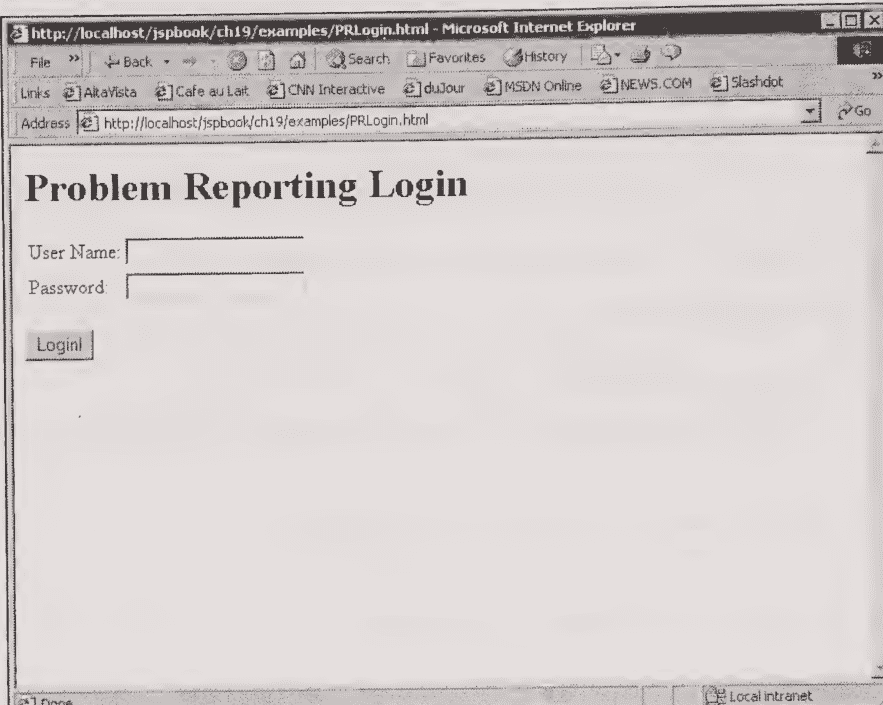 http://localhost/jspbook/ch19/examples/PRLogin.html - Microsoft Internet Explorer
File » Back Search Favorites History
Links AltaVista Cafe au Lait CNN Interactive duJour MSDN Online NEWS.COM Slashdot »
Address http://localhost/jspbook/ch19/examples/PRLogin.html Go
Problem Reporting Login
User Name:
Password:
Login!
Done Local intranet